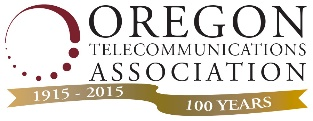 OREGON
TELECOMMUNICATIONS
ASSOCIATION
1915 - 2015
100 YEARS